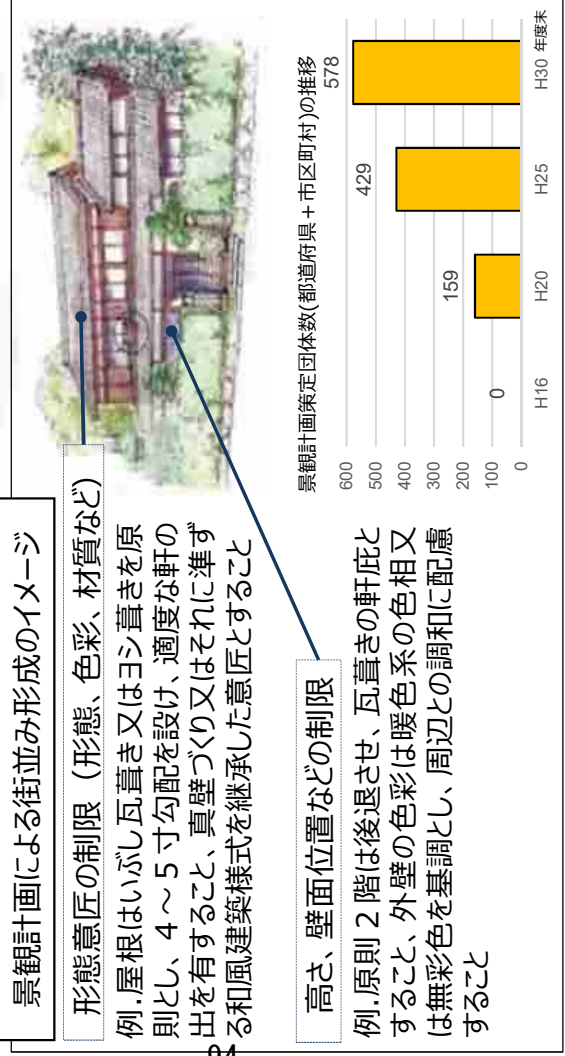 景観計画による街並み形成のイメージ
形態意匠の制限（形態、色彩、材質など）
例.屋根はいぶし瓦葺き又はヨシ葺きを原
則とし、4～5寸勾配を設け、適度な軒の
出を有すること、真壁づくり又はそれに準ず
る和風建築様式を継承した意匠とすること
高さ、壁面位置などの制限
例.原則2階は後退させ、瓦葺きの軒庇と
すること、外壁の色彩は暖色系の色相又
は無彩色を基調とし、周辺との調和に配慮
すること
景観計画策定団体数(都道府県+市区町村)の推移
600
500
400
300
200
100
0
0
159
429
578
H16
H20
H25
H30
年度末